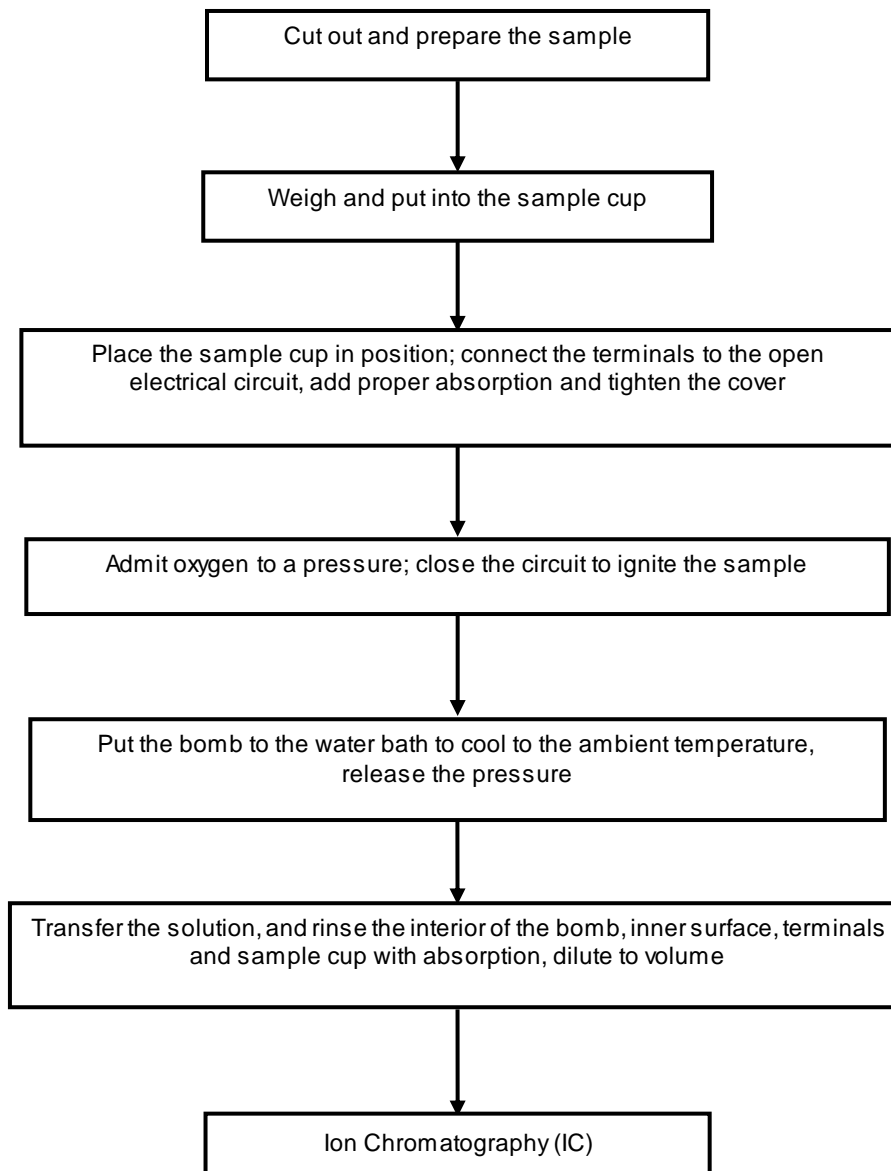 Cut out and prepare the sample
Weigh and put into the sample cup
Place the sample cup in position; connect the terminals to the open
electrical circuit, add proper absorption and tighten the cover
Admit oxygen to a pressure; close the circuit to ignite the sample
Put the bomb to the water bath to cool to the ambient temperature,
release the pressure
Transfer the solution, and rinse the interior of the bomb, inner surface, terminals
and sample cup with absorption, dilute to volume
Ion Chromatography (IC)